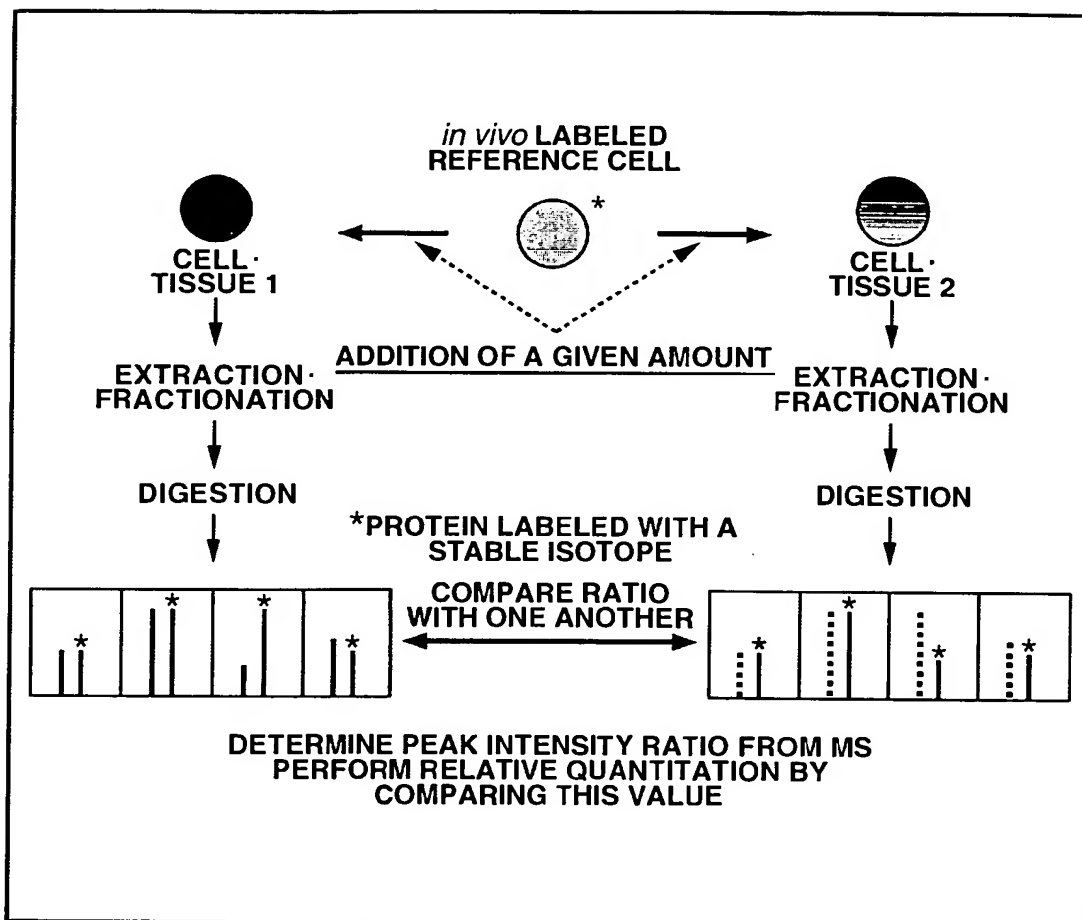 in vivo LABELED
REFERENCE CELL
*
CELL·
TISSUE 1
CELL·
TISSUE 2
ADDITION OF A GIVEN AMOUNT
EXTRACTION·
FRACTIONATION
EXTRACTION·
FRACTIONATION
DIGESTION
DIGESTION
*PROTEIN LABELED WITH A
STABLE ISOTOPE
COMPARE RATIO
WITH ONE ANOTHER
* * * *
* * * *
DETERMINE PEAK INTENSITY RATIO FROM MS
PERFORM RELATIVE QUANTITATION BY
COMPARING THIS VALUE